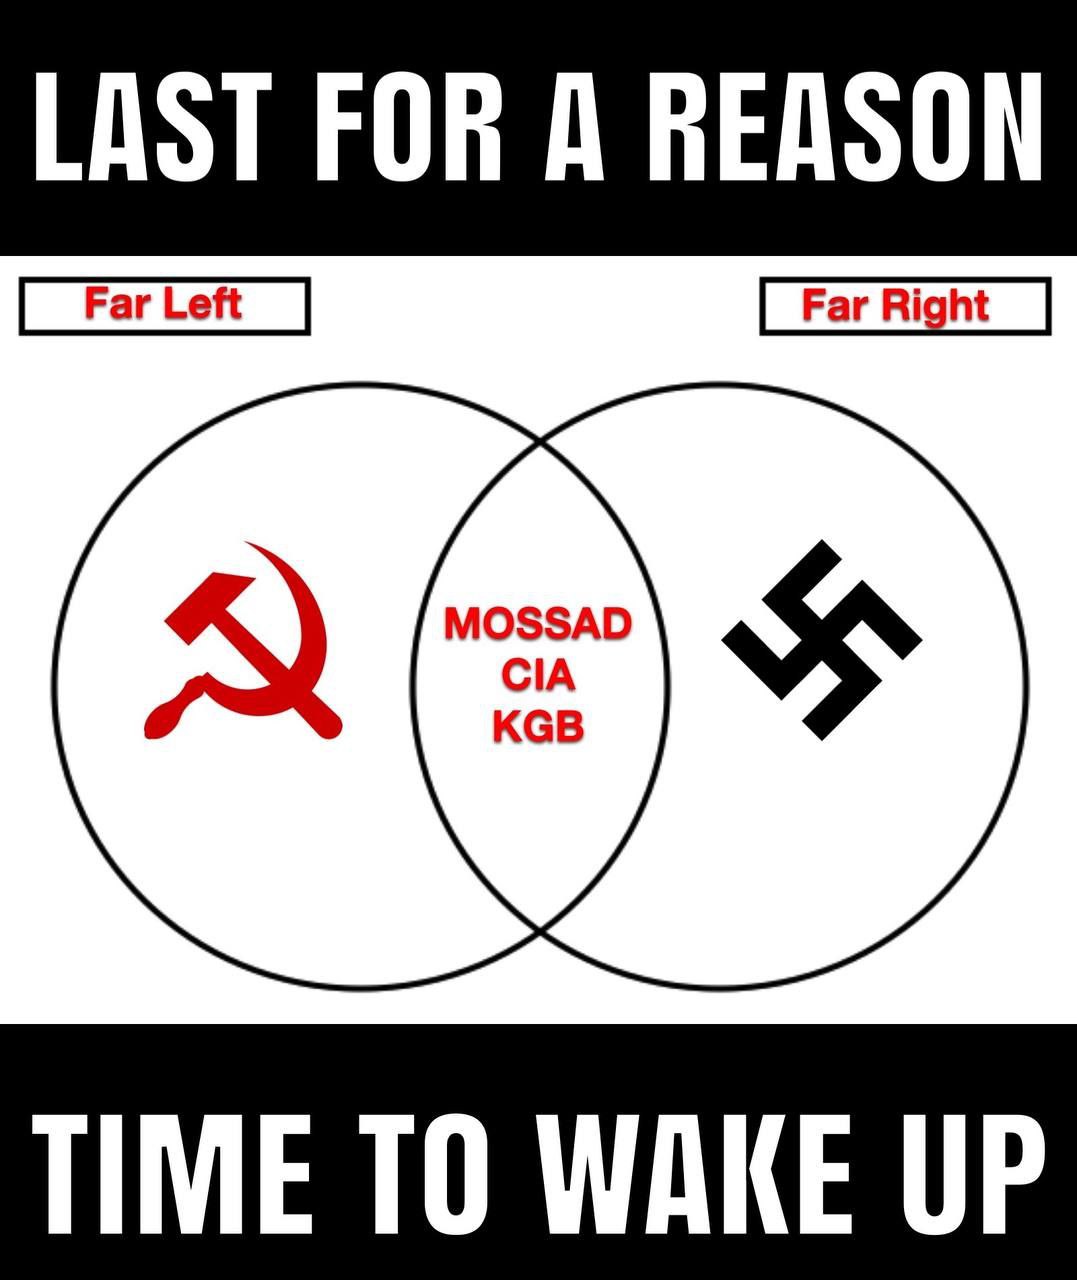 LAST FOR A REASON
Far Left
Far Right
MOSSAD
CIA
KGB
TIME TO WAKE UP